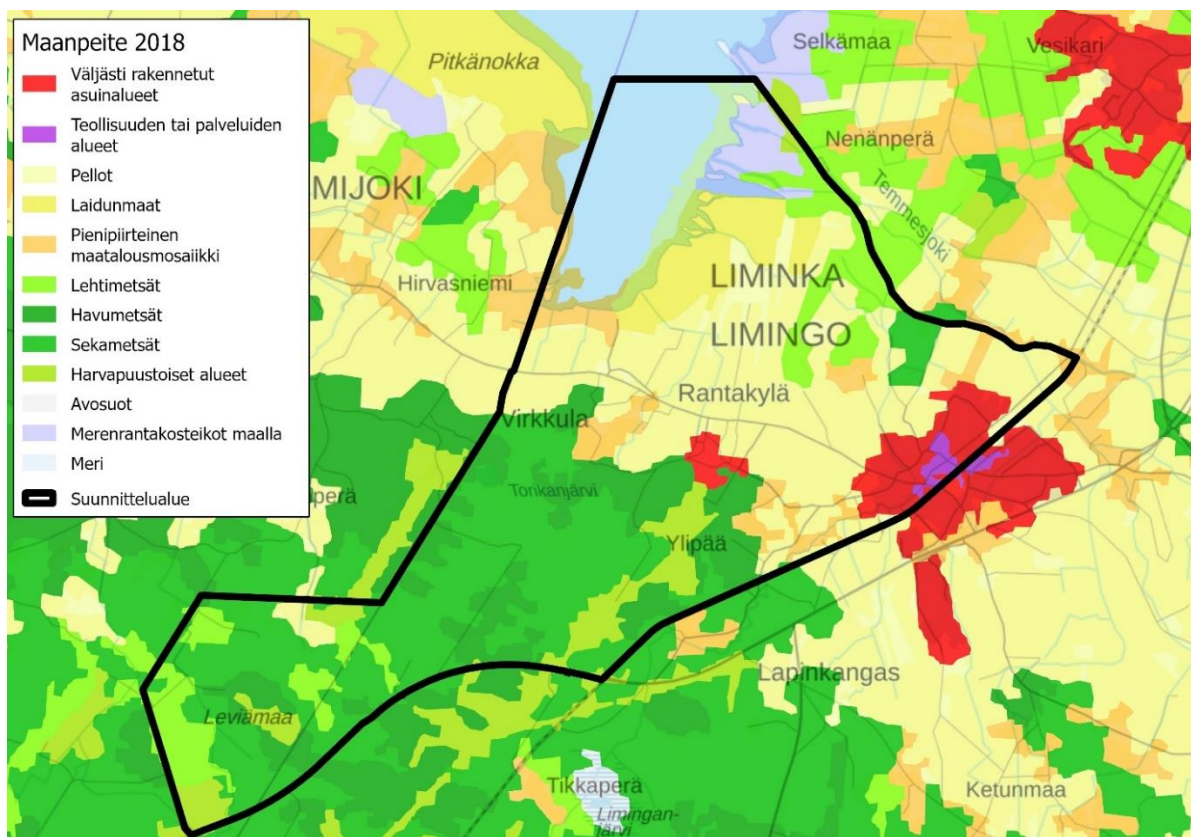 Maanpeite 2018
Väljästi rakennetut
asuinalueet
Teollisuuden tai palveluiden
alueet
Pellot
Laidunmaat
Pienipiirteinen
maatalousmosaiikki
Lehtimetsät
Havumetsät
Sekametsät
Harvapuustoiset alueet
Avosuot
Merenrantakosteikot maalla
Meri
Suunnittelualue
Pitkänokka
Selkämaa
Vesikari
Nenänperä
MIJOKI
Temmesjoki
Hirvasniemi
LIMINKA
LIMINGO
Rantakylä
Virkkula
perä
Ylipää
Lapinkangas
Leviämaa
Tikkaperä
Limingan-
järvi
Ketunmaa